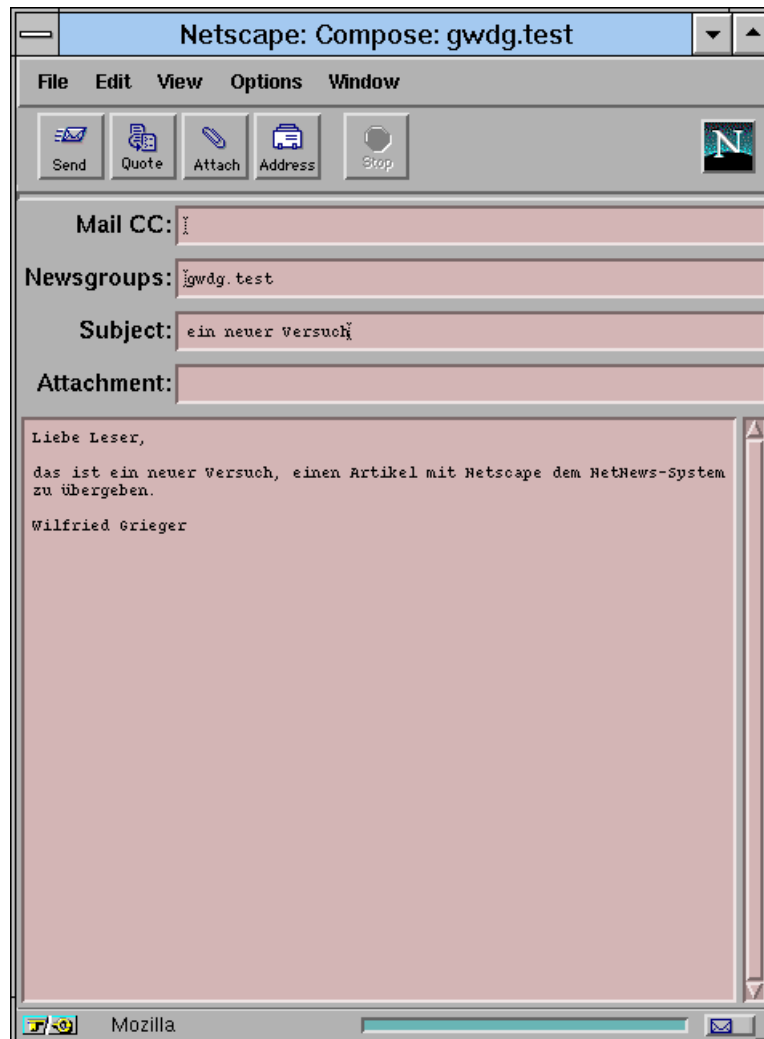 Netscape: Compose: gwdg.test
File Edit View Options Window
Send Quote Attach Address Stop N
Mail CC:
Newsgroups: gwdg.test
Subject: ein neuer Versuch
Attachment:
Liebe Leser,
das ist ein neuer Versuch, einen Artikel mit Netscape dem NetNews-System
zu übergeben.
Wilfried Grieger
Mozilla